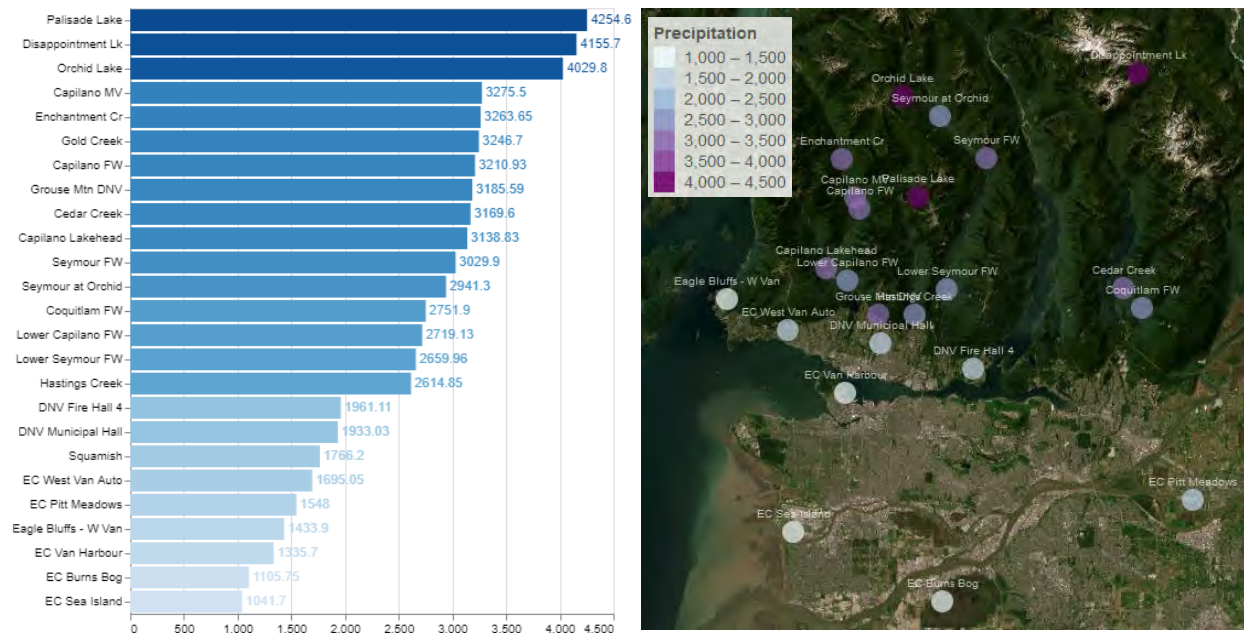 Palisade Lake 4254.6
Disappointment Lk 4155.7
Orchid Lake 4029.8
Capilano MV 3275.5
Enchantment Cr 3263.65
Gold Creek 3246.7
Capilano FW 3210.93
Grouse Mtn DNV 3185.59
Cedar Creek 3169.6
Capilano Lakehead 3138.83
Seymour FW 3029.9
Seymour at Orchid 2941.3
Coquitlam FW 2751.9
Lower Capilano FW 2719.13
Lower Seymour FW 2659.96
Hastings Creek 2614.85
DNV Fire Hall 4 1961.11
DNV Municipal Hall 1933.03
Squamish 1766.2
EC West Van Auto 1695.05
EC Pitt Meadows 1548
Eagle Bluffs - W Van 1433.9
EC Van Harbour 1335.7
EC Burns Bog 1105.75
EC Sea Island 1041.7
0 500 1.000 1.500 2.000 2.500 3.000 3.500 4.000 4.500
Precipitation
1,000 – 1,500
1,500 – 2,000
2,000 – 2,500
2,500 – 3,000
3,000 – 3,500
3,500 – 4,000
4,000 – 4,500
Disappointment Lk
Orchid Lake
Seymour at Orchid
Enchantment Cr
Seymour FW
Capilano MV
Palisade Lake
Capilano FW
Capilano Lakehead
Lower Capilano FW
Lower Seymour FW
Cedar Creek
Eagle Bluffs - W Van
Coquitlam FW
Grouse Mtn DNV
Hastings Creek
EC West Van Auto
DNV Municipal Hall
DNV Fire Hall 4
EC Van Harbour
EC Pitt Meadows
EC Sea Island
EC Burns Bog